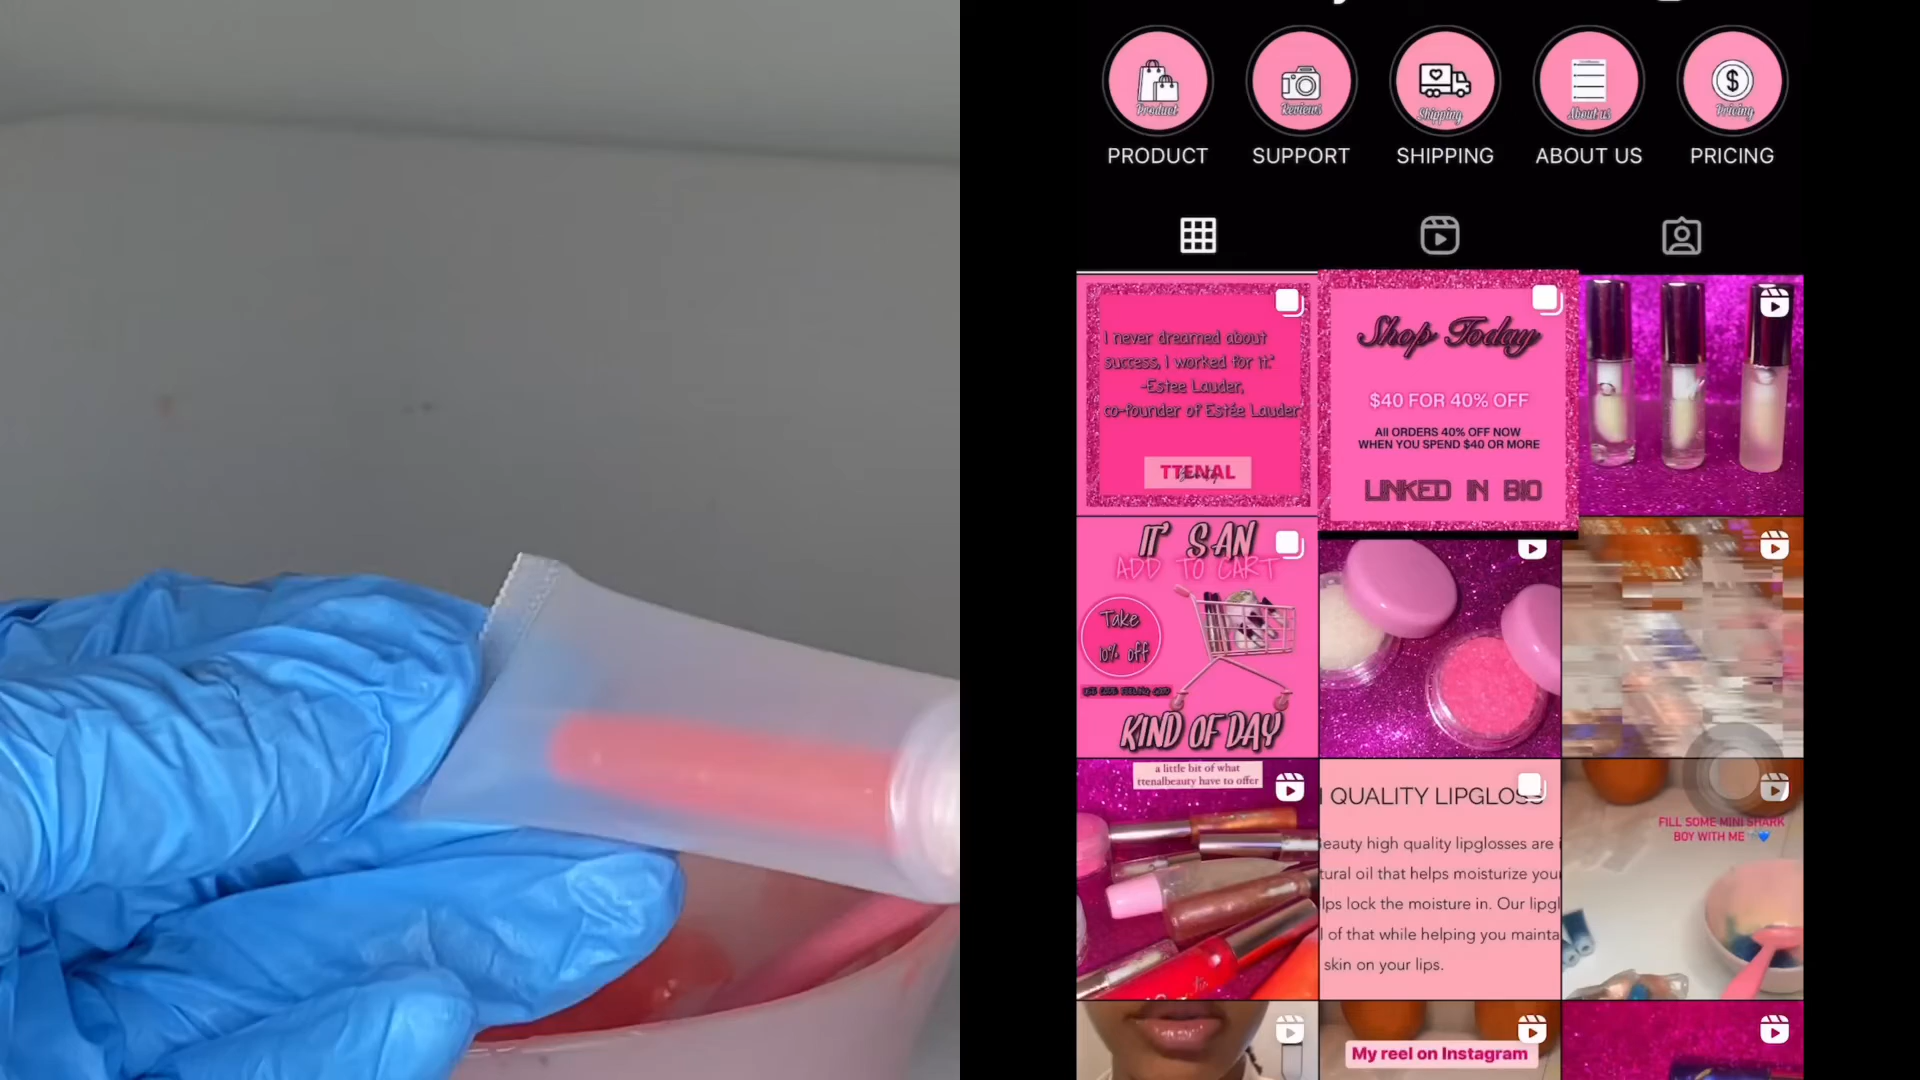 Product
Reviews
Shipping
About us
Pricing
PRODUCT
SUPPORT
SHIPPING
ABOUT US
PRICING
I never dreamed about
success, I worked for it."
-Estee Lauder,
co-founder of Estée Lauder
TTENAL
Shop Today
$40 FOR 40% OFF
All ORDERS 40% OFF NOW
WHEN YOU SPEND $40 OR MORE
LINKED IN BIO
IT' S AN
ADD TO CART
Take
10% off
KIND OF DAY
a little bit of what
ttenalbeauty have to offer
QUALITY LIPGLOSS
eauty high quality lipglosses are
tural oil that helps moisturize your
lps lock the moisture in. Our lipgl
of that while helping you mainta
skin on your lips.
FILL SOME MINI SHARK
BOY WITH ME
My reel on Instagram